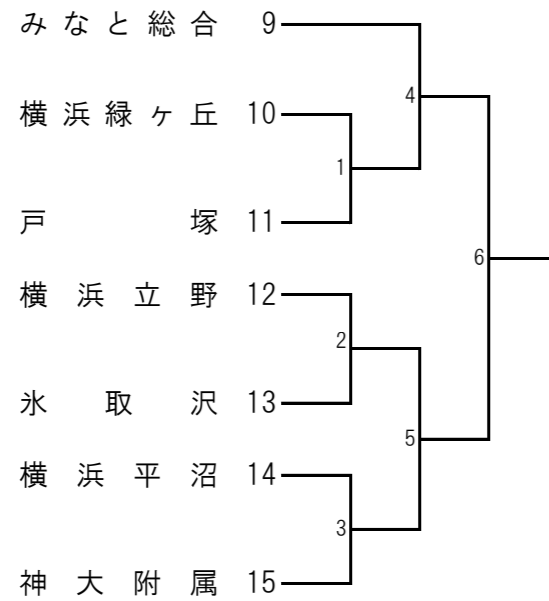 みなと総合 9
4
横浜緑ヶ丘 10
1
戸塚 11
6
横浜立野 12
2
氷取沢 13
5
横浜平沼 14
3
神大附属 15